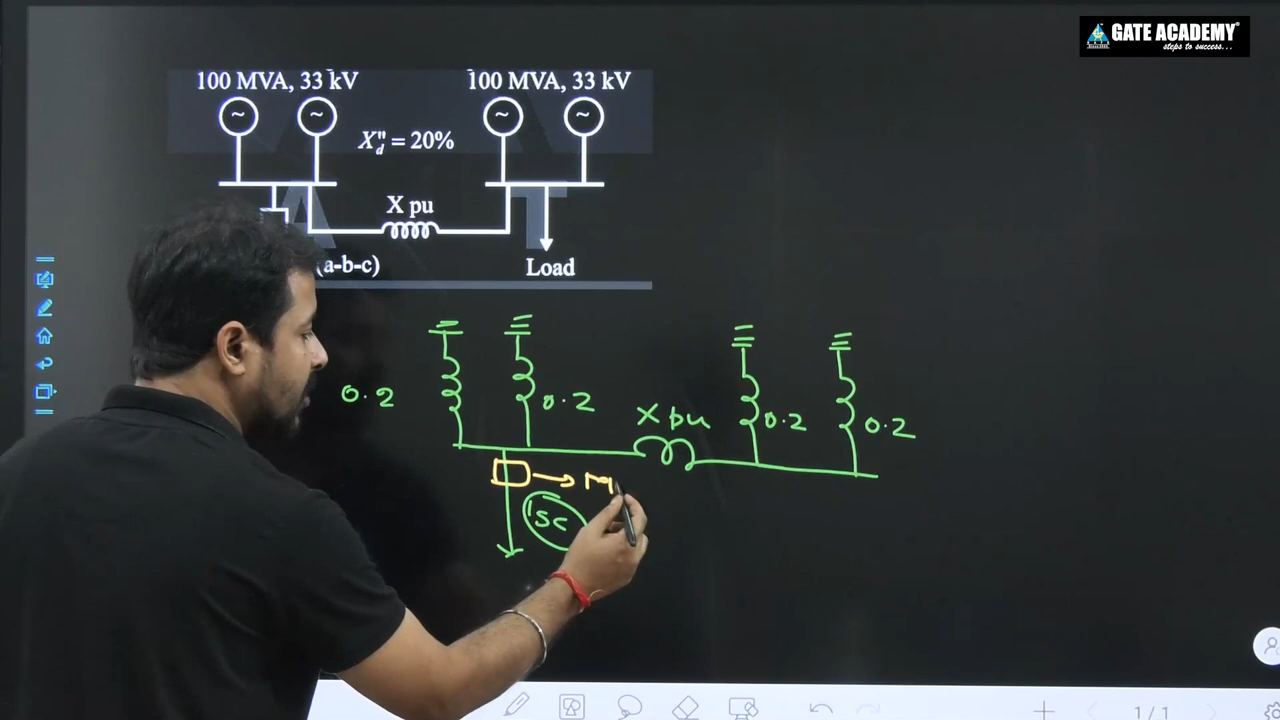 GATE ACADEMY
steps to success...
100 MVA, 33 kV
100 MVA, 33 kV
~ ~ ~ ~
X"d = 20%
X pu
(a-b-c)
Load
0.2
0.2
X pu
0.2
0.2
Isc
1/1